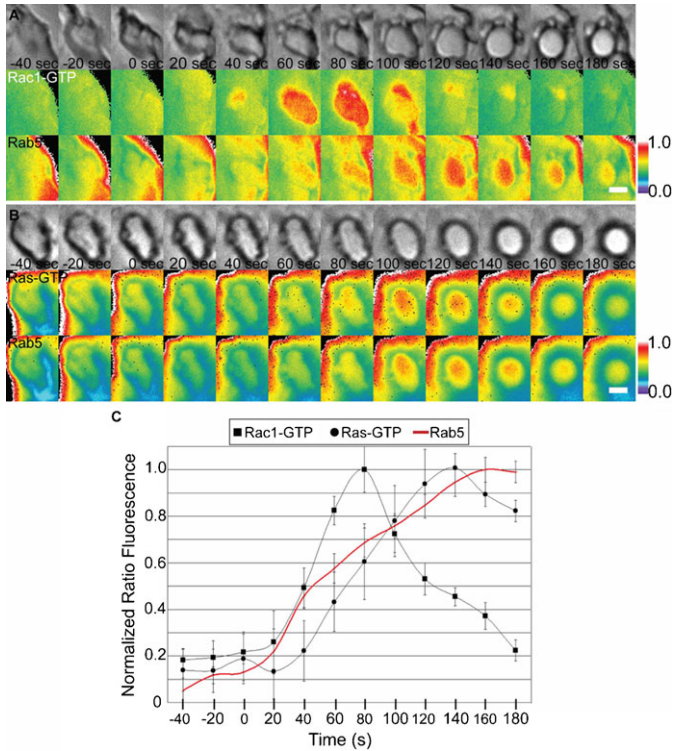 A
-40 sec -20 sec 0 sec 20 sec 40 sec 60 sec 80 sec 100 sec 120 sec 140 sec 160 sec 180 sec
Rac1-GTP
Rab5
1.0
0.0
B
-40 sec -20 sec 0 sec 20 sec 40 sec 60 sec 80 sec 100 sec 120 sec 140 sec 160 sec 180 sec
Ras-GTP
Rab5
1.0
0.0
C
Rac1-GTP Ras-GTP Rab5
Normalized Ratio Fluorescence
1.0
0.8
0.6
0.4
0.2
0
-40 -20 0 20 40 60 80 100 120 140 160 180
Time (s)